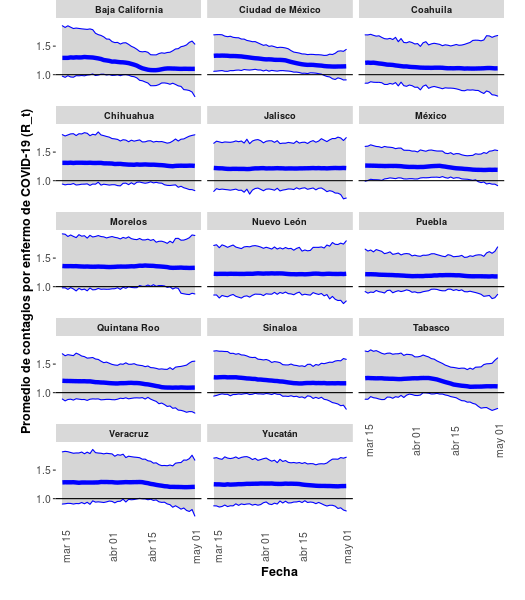 Baja California
Ciudad de México
Coahuila
1.5
1.0
Chihuahua
Jalisco
México
1.5
1.0
Morelos
Nuevo León
Puebla
1.5
1.0
Quintana Roo
Sinaloa
Tabasco
1.5
1.0
mar 15
abr 01
abr 15
may 01
Veracruz
Yucatán
1.5
1.0
mar 15
abr 01
abr 15
may 01
mar 15
abr 01
abr 15
may 01
Fecha
Promedio de contagios por enfermo de COVID-19 (R_t)